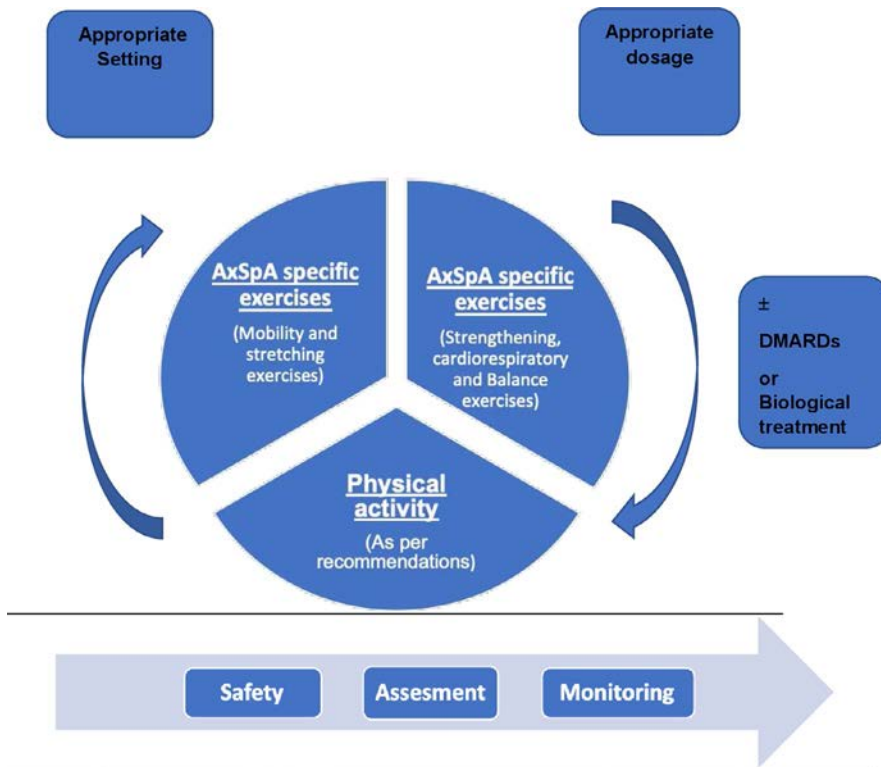 Appropriate
Setting
Appropriate
dosage
AxSpA specific
exercises
(Mobility and
stretching
exercises)
AxSpA specific
exercises
(Strengthening,
cardiorespiratory
and Balance
exercises)
±
DMARDs
or
Biological
treatment
Physical
activity
(As per
recommendations)
Safety
Assesment
Monitoring